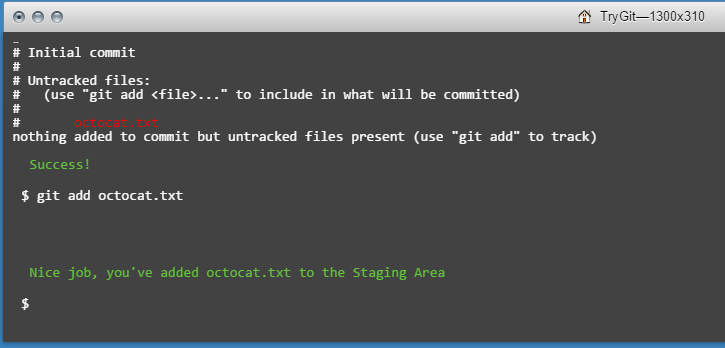 TryGit—1300x310
# Initial commit
#
# Untracked files:
#   (use "git add <file>..." to include in what will be committed)
#
#       octocat.txt
nothing added to commit but untracked files present (use "git add" to track)
Success!
$ git add octocat.txt
Nice job, you've added octocat.txt to the Staging Area
$